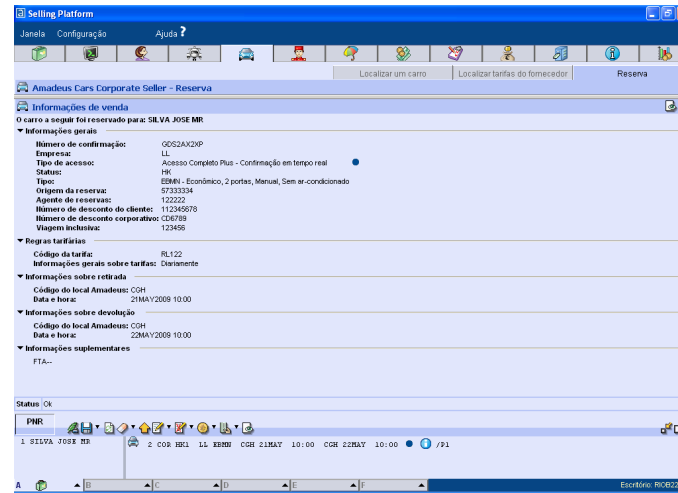 Selling Platform
Janela Configuração Ajuda ?
Localizar um carro Localizar tarifas do fornecedor Reserva
Amadeus Cars Corporate Seller - Reserva
Informações de venda
O carro a seguir foi reservado para: SILVA JOSE MR
Informações gerais
Número de confirmação: GDS2AX2XP
Empresa: LL
Tipo de acesso: Acesso Completo Plus - Confirmação em tempo real
Status: HK
Tipo: EBMN - Econômico, 2 portas, Manual, Sem ar-condicionado
Origem da reserva: 57333334
Agente de reservas: 122222
Número de desconto do cliente: 112345678
Número de desconto corporativo: CD6789
Viagem inclusiva: 123456
Regras tarifárias
Código da tarifa: RL122
Informações gerais sobre tarifas: Diariamente
Informações sobre retirada
Código do local Amadeus: CGH
Data e hora: 21MAY2009 10:00
Informações sobre devolução
Código do local Amadeus: CGH
Data e hora: 22MAY2009 10:00
Informações suplementares
FTA--
Status Ok
PNR
1 SILVA JOSE MR 2 COR HK1 LL EBMN CGH 21MAY 10:00 CGH 22MAY 10:00 /P1
A B C D E F Escritório: RIOB22